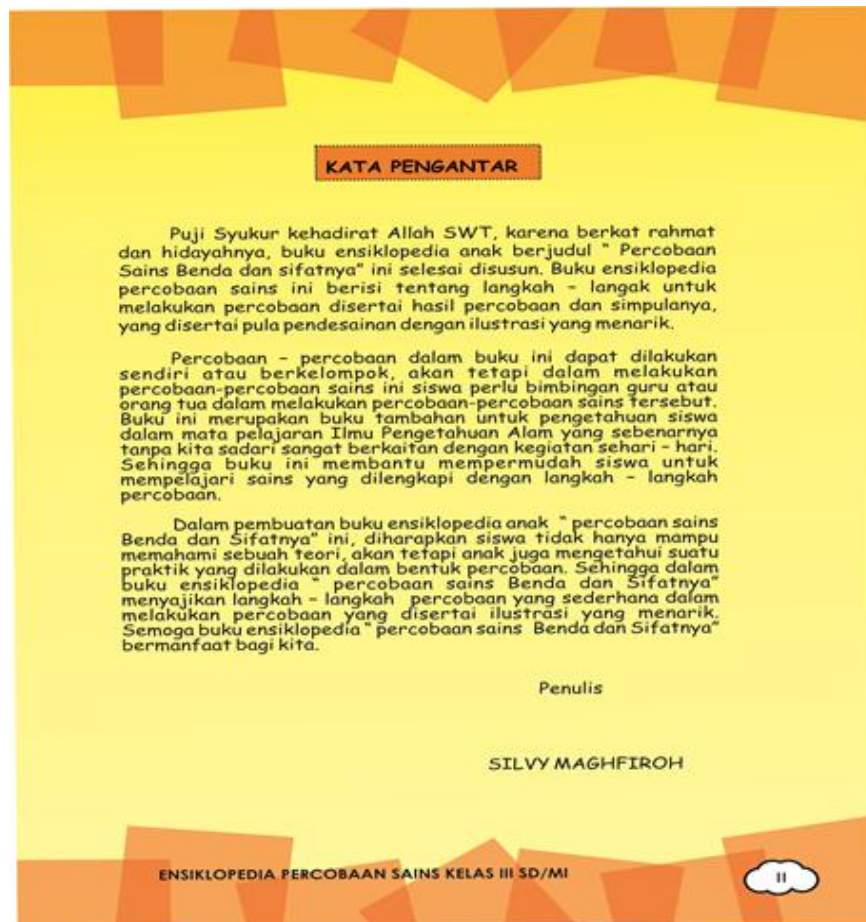 KATA PENGANTAR
Puji Syukur kehadirat Allah SWT, karena berkat rahmat
dan hidayahnya, buku ensiklopedia anak berjudul “ Percobaan
Sains Benda dan sifatnya” ini selesai disusun. Buku ensiklopedia
percobaan sains ini berisi tentang langkah – langak untuk
melakukan percobaan disertai hasil percobaan dan simpulanya,
yang disertai pula pendesainan dengan ilustrasi yang menarik.
Percobaan – percobaan dalam buku ini dapat dilakukan
sendiri atau berkelompok, akan tetapi dalam melakukan
percobaan-percobaan sains ini siswa perlu bimbingan guru atau
orang tua dalam melakukan percobaan-percobaan sains tersebut.
Buku ini merupakan buku tambahan untuk pengetahuan siswa
dalam mata pelajaran Ilmu Pengetahuan Alam yang sebenarnya
tanpa kita sadari sangat berkaitan dengan kegiatan sehari – hari.
Sehingga buku ini membantu mempermudah siswa untuk
mempelajari sains yang dilengkapi dengan langkah – langkah
percobaan.
Dalam pembuatan buku ensiklopedia anak “ percobaan sains
Benda dan Sifatnya” ini, diharapkan siswa tidak hanya mampu
memahami sebuah teori, akan tetapi anak juga mengetahui suatu
praktik yang dilakukan dalam bentuk percobaan. Sehingga dalam
buku ensiklopedia “ percobaan sains Benda dan Sifatnya”
menyajikan langkah – langkah percobaan yang sederhana dalam
melakukan percobaan yang disertai ilustrasi yang menarik.
Semoga buku ensiklopedia “ percobaan sains Benda dan Sifatnya”
bermanfaat bagi kita.
Penulis
SILVY MAGHFIROH
ENSIKLOPEDIA PERCOBAAN SAINS KELAS III SD/MI
II